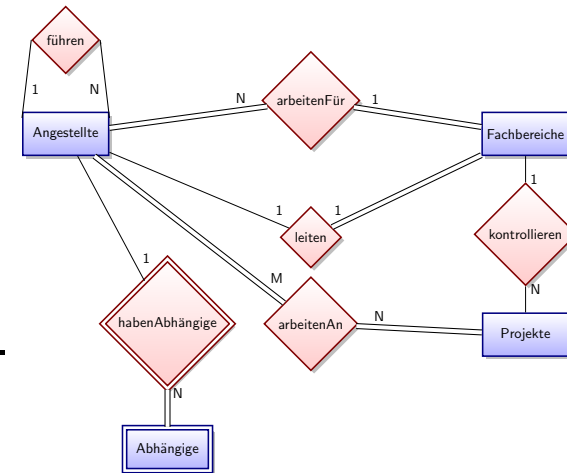 führen
1
N
Angestellte
N
arbeitenFür
1
Fachbereiche
1
leiten
1
1
kontrollieren
N
1
habenAbhängige
N
M
arbeitenAn
N
Projekte
Abhängige